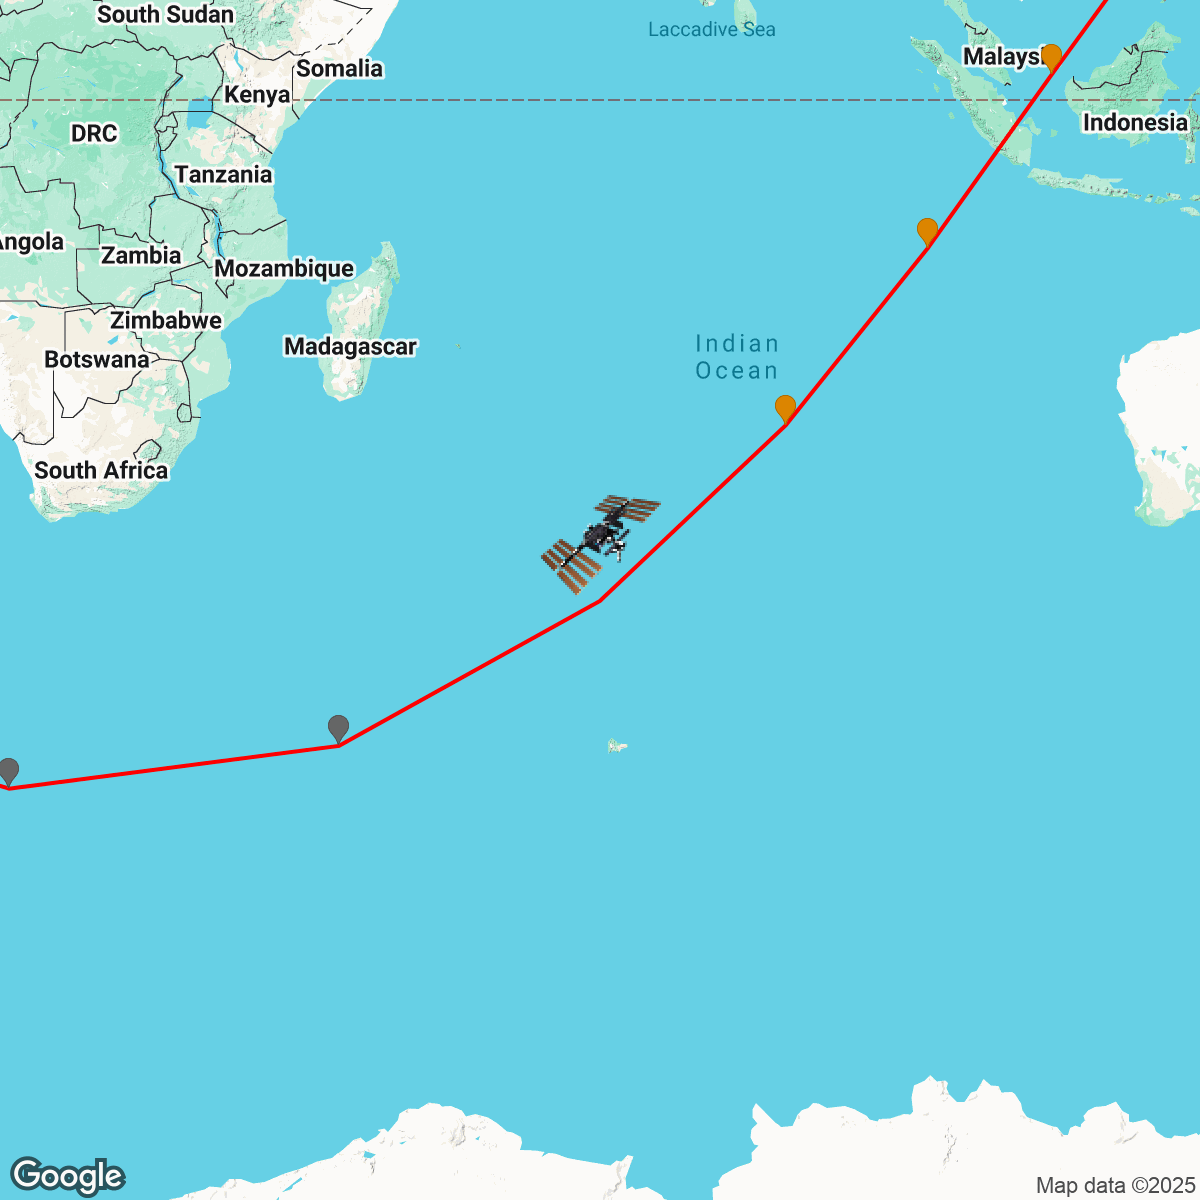 South Sudan
Laccadive Sea
Malaysi
Somalia
Kenya
DRC
Indonesia
Tanzania
Angola
Zambia
Mozambique
Zimbabwe
Indian
Ocean
Madagascar
Botswana
South Africa
Google
Map data ©2025